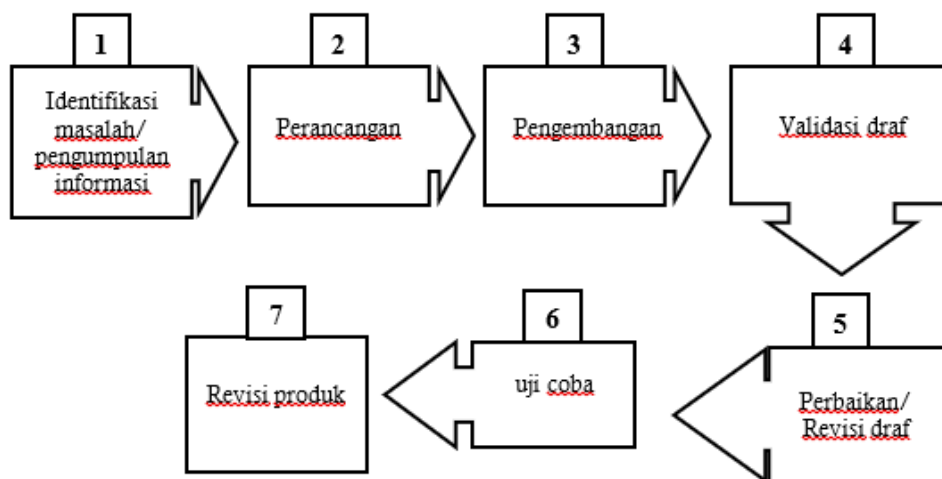 1
Identifikasi
masalah/
pengumpulan
informasi
2
Perancangan
3
Pengembangan
4
Validasi draf
5
Perbaikan/
Revisi draf
6
uji coba
7
Revisi produk